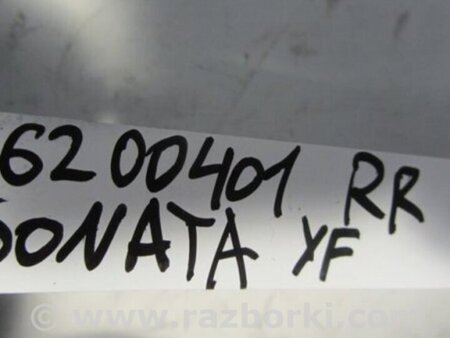 6200401 RR
SONATA YF
© www.razborki.com